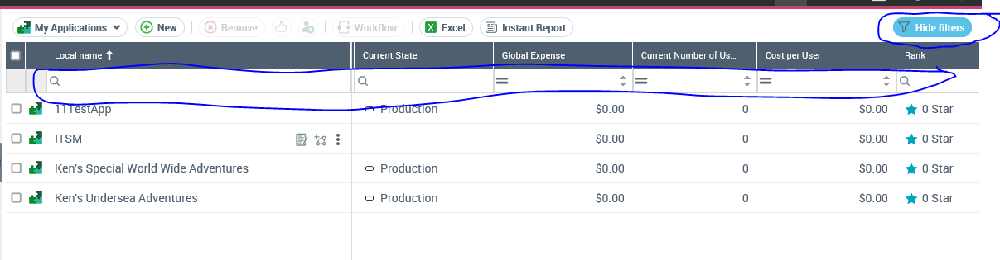 My Applications New Remove Workflow Excel Instant Report Hide filters
Local name Current State Global Expense Current Number of Us... Cost per User Rank
11TestApp Production $0.00 0 $0.00 0 Star
ITSM $0.00 0 $0.00 0 Star
Ken's Special World Wide Adventures Production $0.00 0 $0.00 0 Star
Ken's Undersea Adventures Production $0.00 0 $0.00 0 Star